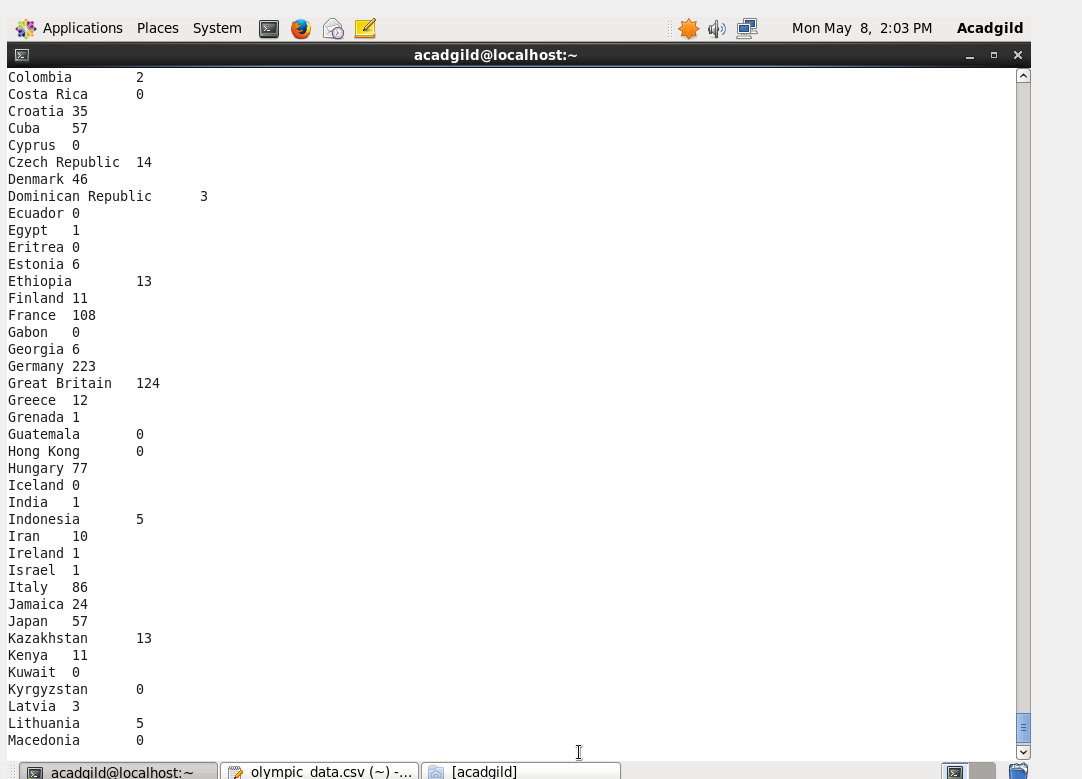 Applications Places System Mon May 8, 2:03 PM Acadgild
acadgild@localhost:~
Colombia 2
Costa Rica 0
Croatia 35
Cuba 57
Cyprus 0
Czech Republic 14
Denmark 46
Dominican Republic 3
Ecuador 0
Egypt 1
Eritrea 0
Estonia 6
Ethiopia 13
Finland 11
France 108
Gabon 0
Georgia 6
Germany 223
Great Britain 124
Greece 12
Grenada 1
Guatemala 0
Hong Kong 0
Hungary 77
Iceland 0
India 1
Indonesia 5
Iran 10
Ireland 1
Israel 1
Italy 86
Jamaica 24
Japan 57
Kazakhstan 13
Kenya 11
Kuwait 0
Kyrgyzstan 0
Latvia 3
Lithuania 5
Macedonia 0
acadgild@localhost:~ olympic_data.csv (~) -... [acadgild]